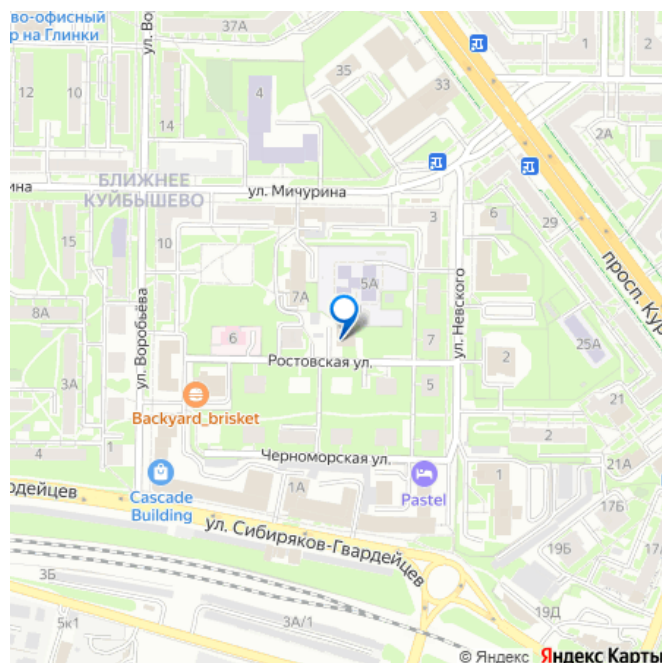 во-офисный
р на Глинки
ул. Во
37А
1
12
10
4
35
33
14
2А
ина
БЛИЖНЕЕ
КУЙБЫШЕВО
ул. Мичурина
3
6
29
15
10
7А
5А
просп. Кур
8А
ул. Воробьёва
ул. Невского
6
7
2
25А
Ростовская ул.
3А
5
Backyard_brisket
4
1
Черноморская ул.
2
21А
рдейцев
Cascade
Building
1А
Pastel
1
17Б
ул. Сибиряков-Гвардейцев
19Б
17
3Б
5к1
3А/1
19Д
© Яндекс Яндекс Карты